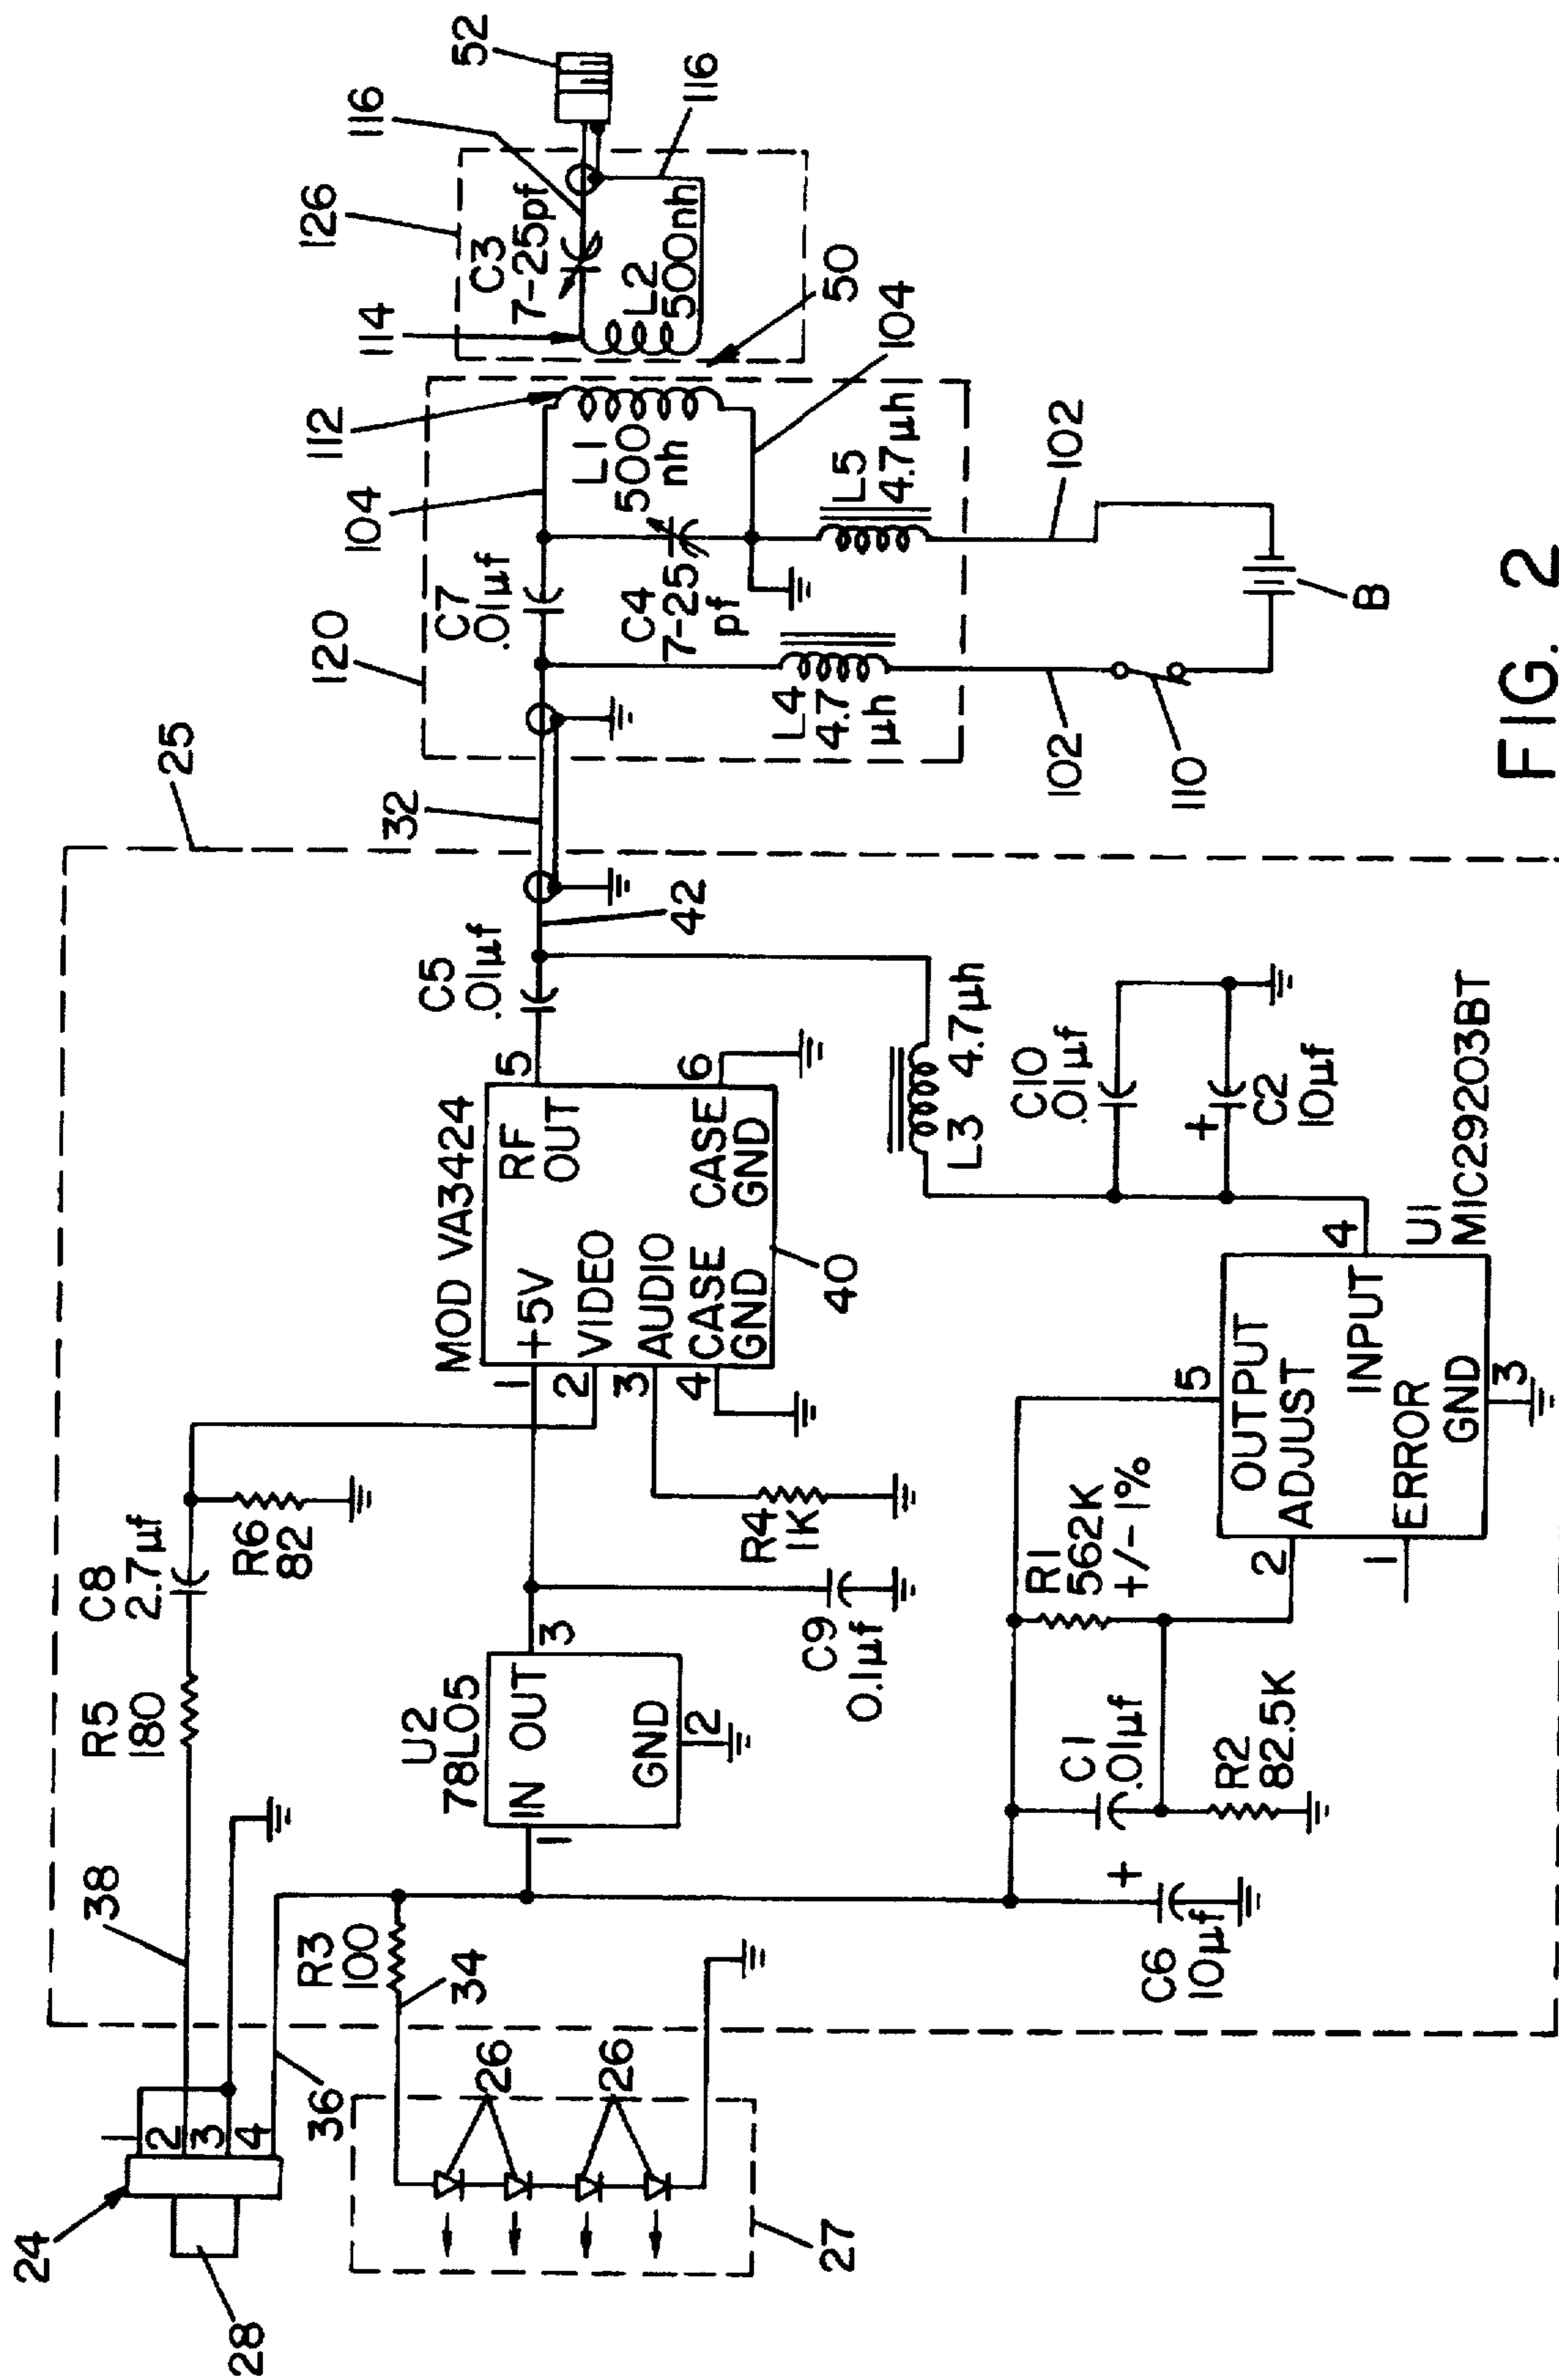 24
28
1
2
3
4
36
38
R5
180
C8
2.7µf
R6
82
25
26
26
27
34
R3
100
U2
78L05
IN OUT
GND
1
3
2
C9
0.1µf
MOD VA3424
+5V
VIDEO
AUDIO
CASE
GND
RF
OUT
CASE
GND
1
2
3
4
5
6
R4
1K
40
C5
.01µf
42
32
L3 4.7µh
C10
.01µf
+
C2
10µf
C6
10µf
+
C1
.01µf
R2
82.5K
R1
562K
+/-1%
OUTPUT
ADJUST
INPUT
ERROR
GND
5
2
1
4
3
U1
MIC29203BT
120
C7
.01µf
104
112
L1
500
nh
C4
7-25
pf
L4
4.7
µh
L5
4.7µh
104
102
102
110
B
50
114
126
C3
7-25pf
L2
500nh
116
116
52
FIG. 2